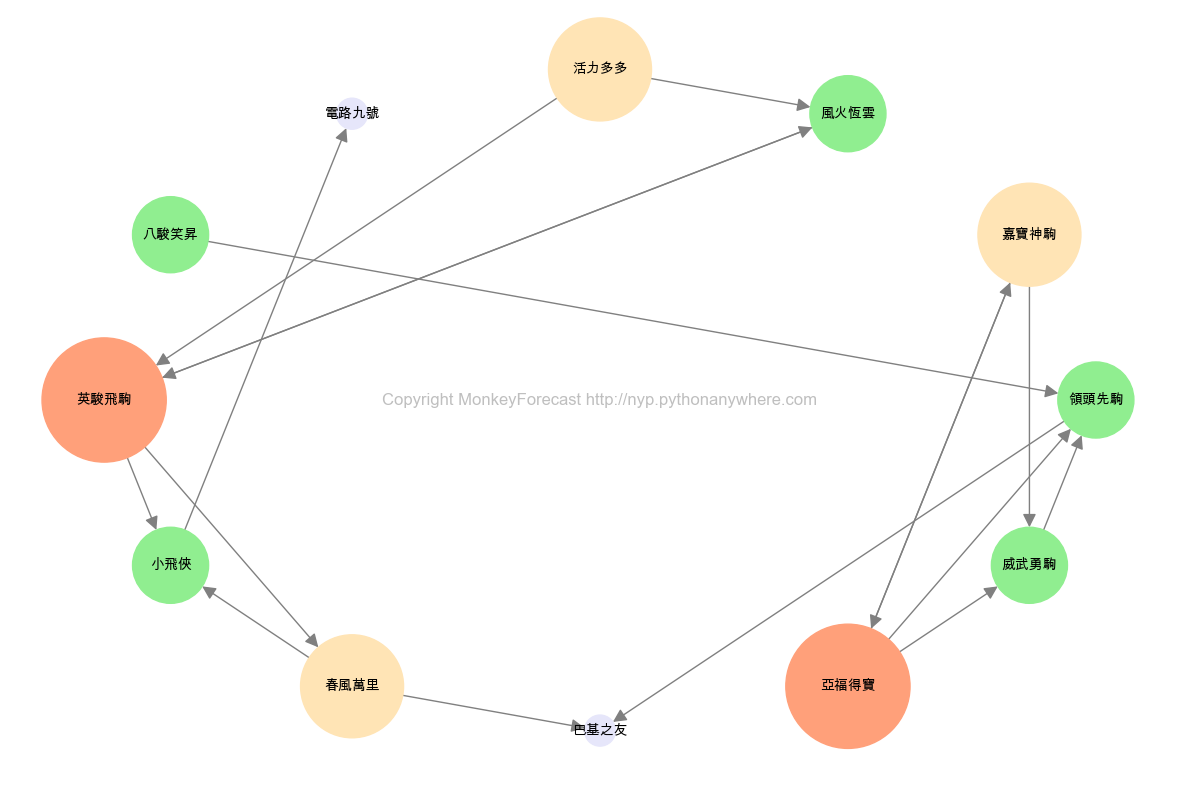 活力多多
電路九號
風火恆雲
八駿笑昇
嘉寶神駒
英駿飛駒
Copyright MonkeyForecast http://nyp.pythonanywhere.com
領頭先駒
小飛俠
威武勇駒
春風萬里
亞福得寶
巴基之友